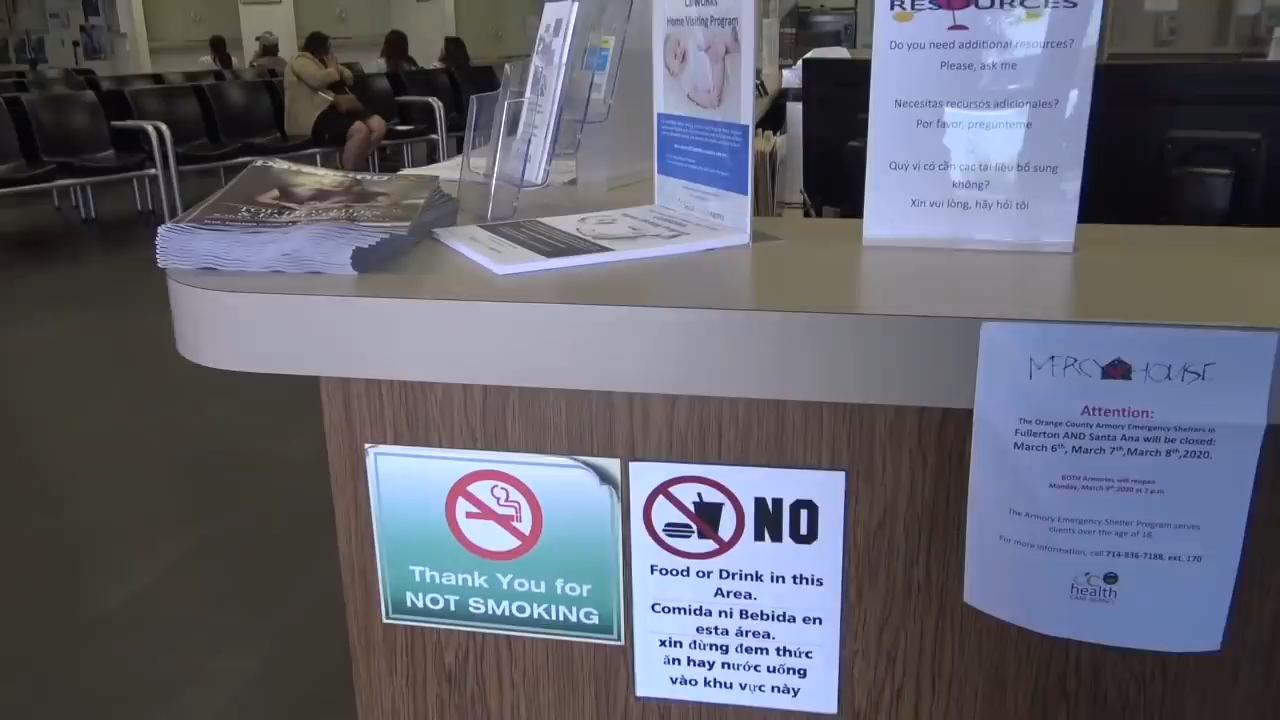 CalWORKs
Home Visiting Program
RESOURCES
Do you need additional resources?
Please, ask me
Necesitas recursos adicionales?
Por favor, pregúnteme
Quý vị có cần các tài liệu bổ sung
không?
Xin vui lòng, hãy hỏi tôi
MERCY HOUSE
Attention:
The Orange County Armory Emergency Shelters in
Fullerton AND Santa Ana will be closed:
March 6th, March 7th,March 8th,2020.
BOTH Armories will reopen
Monday, March 9th,2020 at 7 p.m
The Armory Emergency Shelter Program serves
clients over the age of 18.
For more information, call 714-836-7188, ext. 170
health
CARE AGENCY
Thank You for
NOT SMOKING
NO
Food or Drink in this
Area.
Comida ni Bebida en
esta área.
xin đừng đem thức
ăn hay nước uống
vào khu vực này